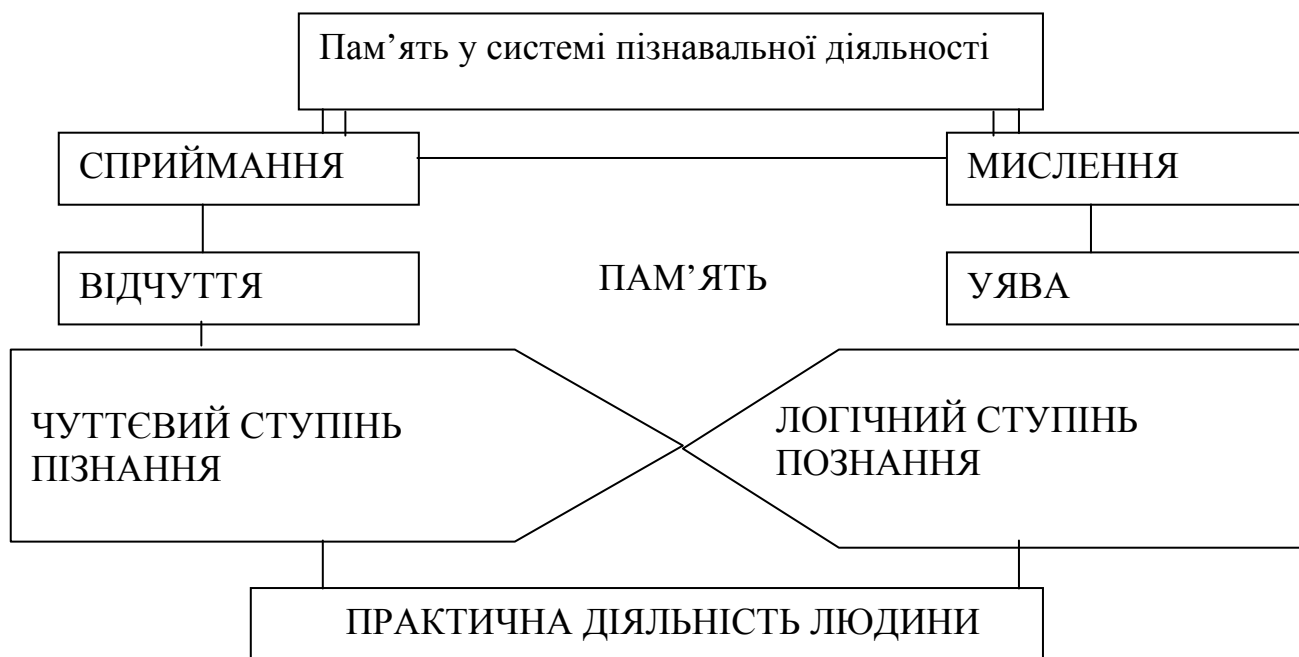 Пам’ять у системі пізнавальної діяльності
СПРИЙМАННЯ
МИСЛЕННЯ
ВІДЧУТТЯ
ПАМ’ЯТЬ
УЯВА
ЧУТТЄВИЙ СТУПІНЬ
ПІЗНАННЯ
ЛОГІЧНИЙ СТУПІНЬ
ПОЗНАННЯ
ПРАКТИЧНА ДІЯЛЬНІСТЬ ЛЮДИНИ